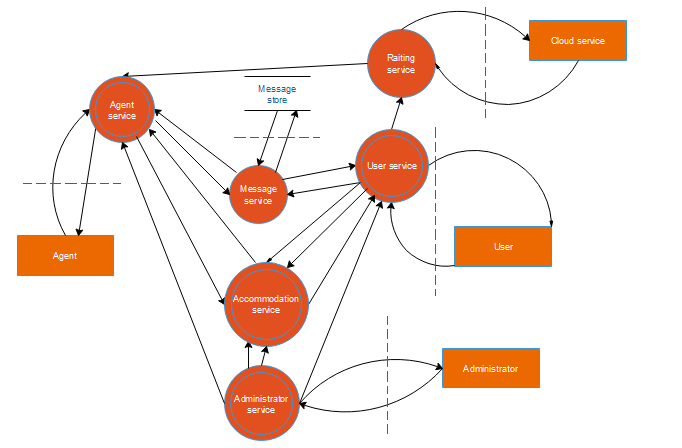 Raiting
service
Cloud service
Message
store
Agent
service
User service
Message
service
User
Agent
Accommodation
service
Administrator
Administrator
service